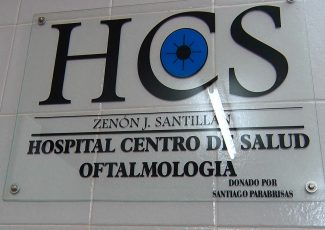 HCS
ZENÓN J. SANTILLÁN
HOSPITAL CENTRO DE SALUD
OFTALMOLOGIA
DONADO POR
SANTIAGO PARABRISAS